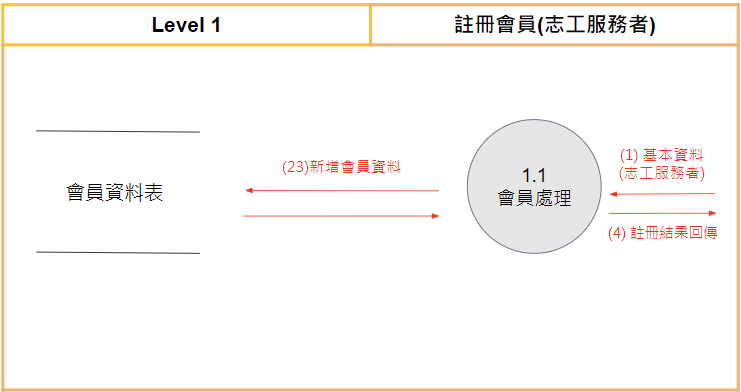 Level 1
註冊會員(志工服務者)
(23)新增會員資料
會員資料表
1.1
會員處理
(1) 基本資料
(志工服務者)
(4) 註冊結果回傳